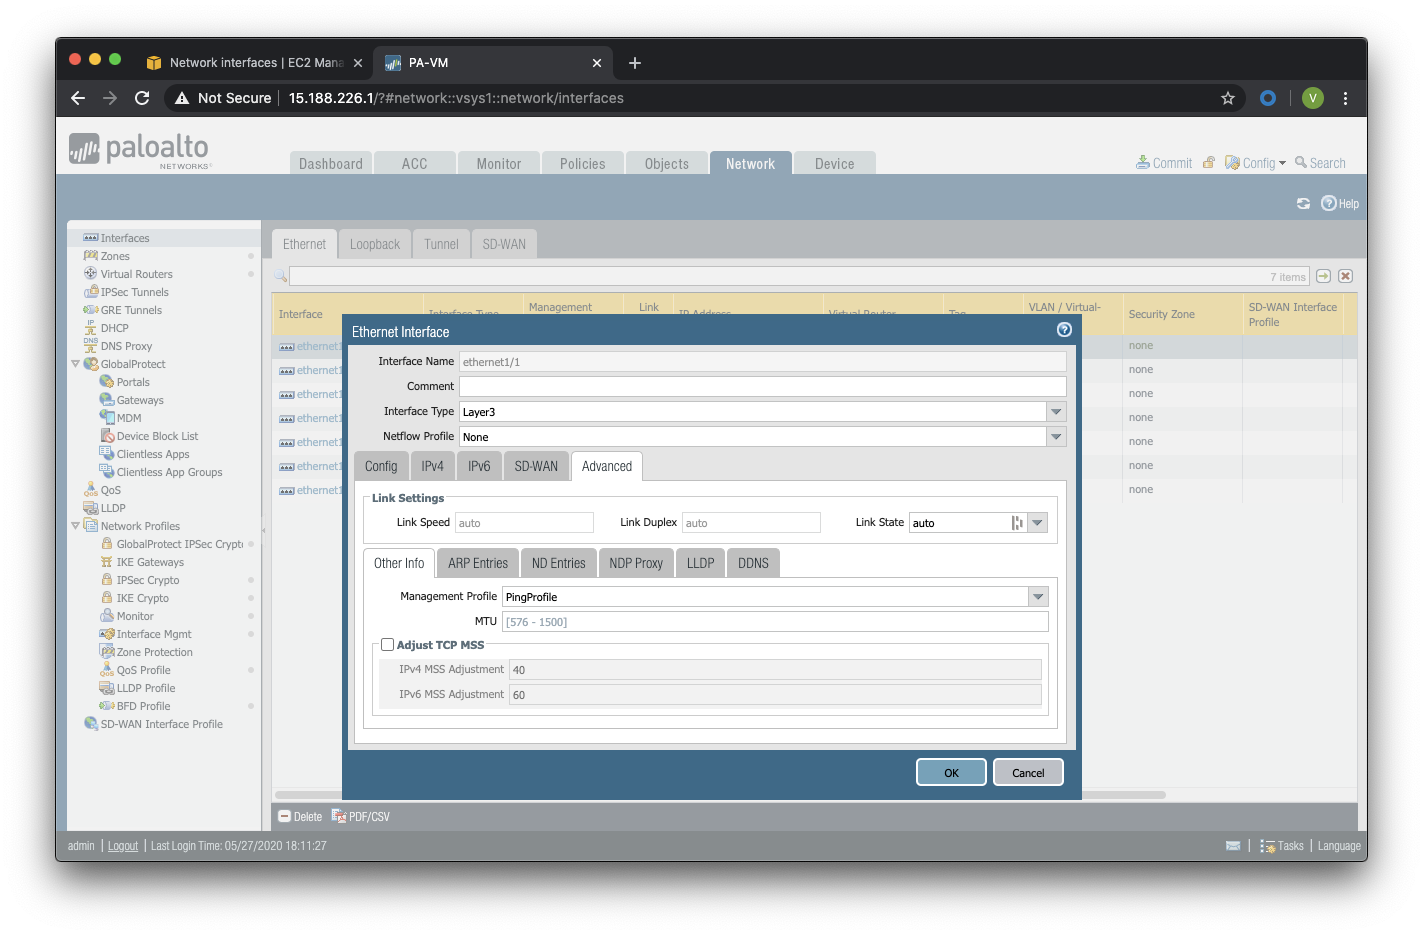 Network interfaces | EC2 Mana
PA-VM
Not Secure
15.188.226.1/?#network::vsys1::network/interfaces
V
paloalto
NETWORKS®
Dashboard
ACC
Monitor
Policies
Objects
Network
Device
Commit
Config
Search
Help
Interfaces
Zones
Virtual Routers
IPSec Tunnels
GRE Tunnels
DHCP
DNS Proxy
GlobalProtect
Portals
Gateways
MDM
Device Block List
Clientless Apps
Clientless App Groups
QoS
LLDP
Network Profiles
GlobalProtect IPSec Crypt
IKE Gateways
IPSec Crypto
IKE Crypto
Monitor
Interface Mgmt
Zone Protection
QoS Profile
LLDP Profile
BFD Profile
SD-WAN Interface Profile
Ethernet
Loopback
Tunnel
SD-WAN
7 items
Interface
Interface Type
Management
Link
IP Address
Virtual Router
Tag
VLAN / Virtual-
Security Zone
SD-WAN Interface
Profile
ethernet1
none
ethernet1
none
ethernet1
none
ethernet1
none
ethernet1
none
ethernet1
none
ethernet1
none
Ethernet Interface
Interface Name
ethernet1/1
Comment
Interface Type
Layer3
Netflow Profile
None
Config
IPv4
IPv6
SD-WAN
Advanced
Link Settings
Link Speed
auto
Link Duplex
auto
Link State
auto
Other Info
ARP Entries
ND Entries
NDP Proxy
LLDP
DDNS
Management Profile
PingProfile
MTU
[576 - 1500]
Adjust TCP MSS
IPv4 MSS Adjustment
40
IPv6 MSS Adjustment
60
OK
Cancel
Delete
PDF/CSV
admin | Logout | Last Login Time: 05/27/2020 18:11:27
Tasks | Language